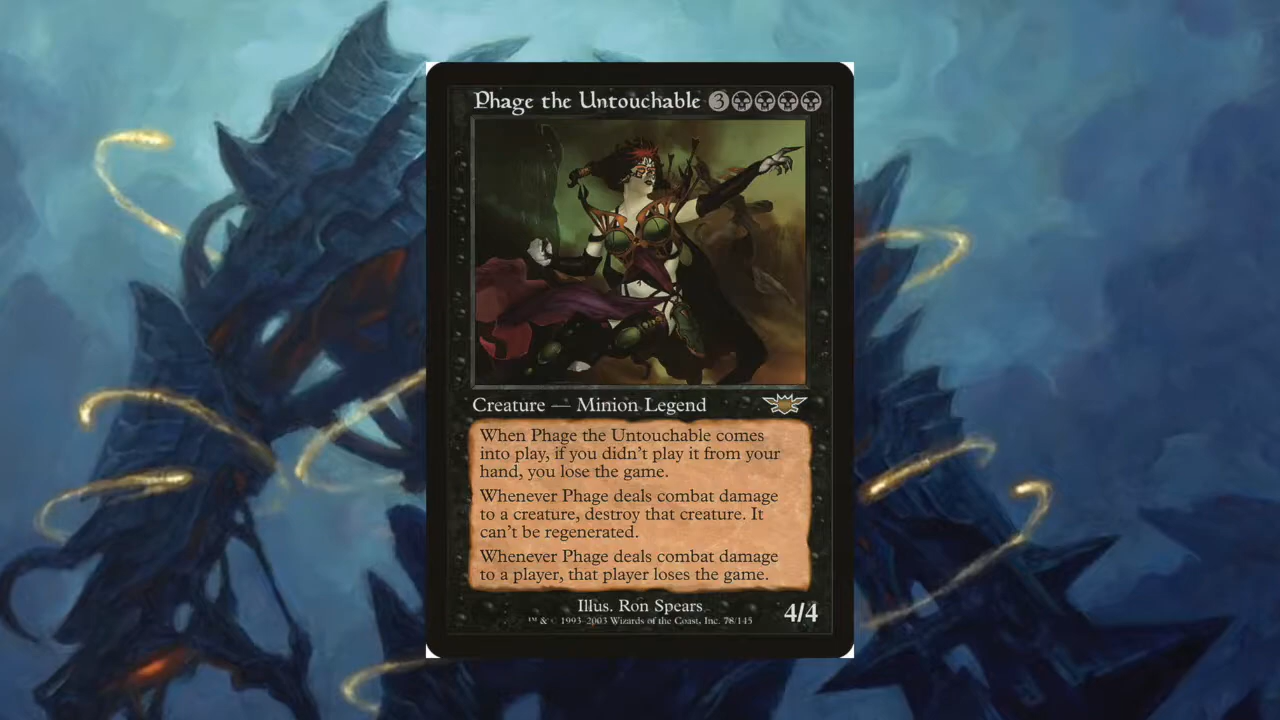 Phage the Untouchable 3
Creature — Minion Legend
When Phage the Untouchable comes
into play, if you didn't play it from your
hand, you lose the game.
Whenever Phage deals combat damage
to a creature, destroy that creature. It
can't be regenerated.
Whenever Phage deals combat damage
to a player, that player loses the game.
Illus. Ron Spears
™ & © 1993–2003 Wizards of the Coast, Inc. 78/145
4/4